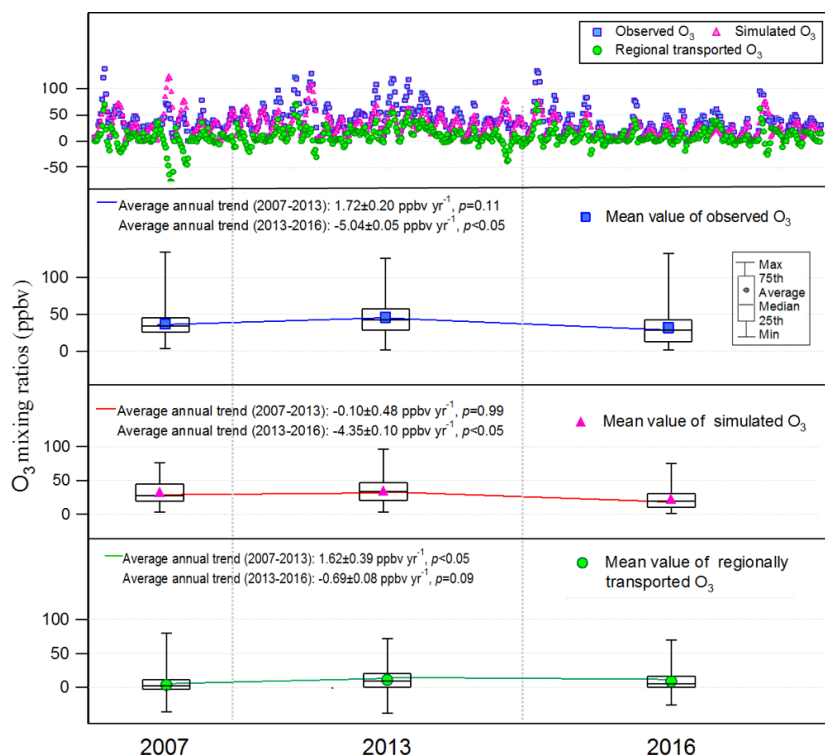 Observed O3 Simulated O3
Regional transported O3
100
50
0
-50
Average annual trend (2007-2013): 1.72±0.20 ppbv yr-1, p=0.11
Average annual trend (2013-2016): -5.04±0.05 ppbv yr-1, p<0.05
Mean value of observed O3
100
50
0
Max
75th
Average
Median
25th
Min
O3 mixing ratios (ppbv)
Average annual trend (2007-2013): -0.10±0.48 ppbv yr-1, p=0.99
Average annual trend (2013-2016): -4.35±0.10 ppbv yr-1, p<0.05
Mean value of simulated O3
100
50
0
Average annual trend (2007-2013): 1.62±0.39 ppbv yr-1, p<0.05
Average annual trend (2013-2016): -0.69±0.08 ppbv yr-1, p=0.09
Mean value of regionally
transported O3
100
50
0
2007 2013 2016